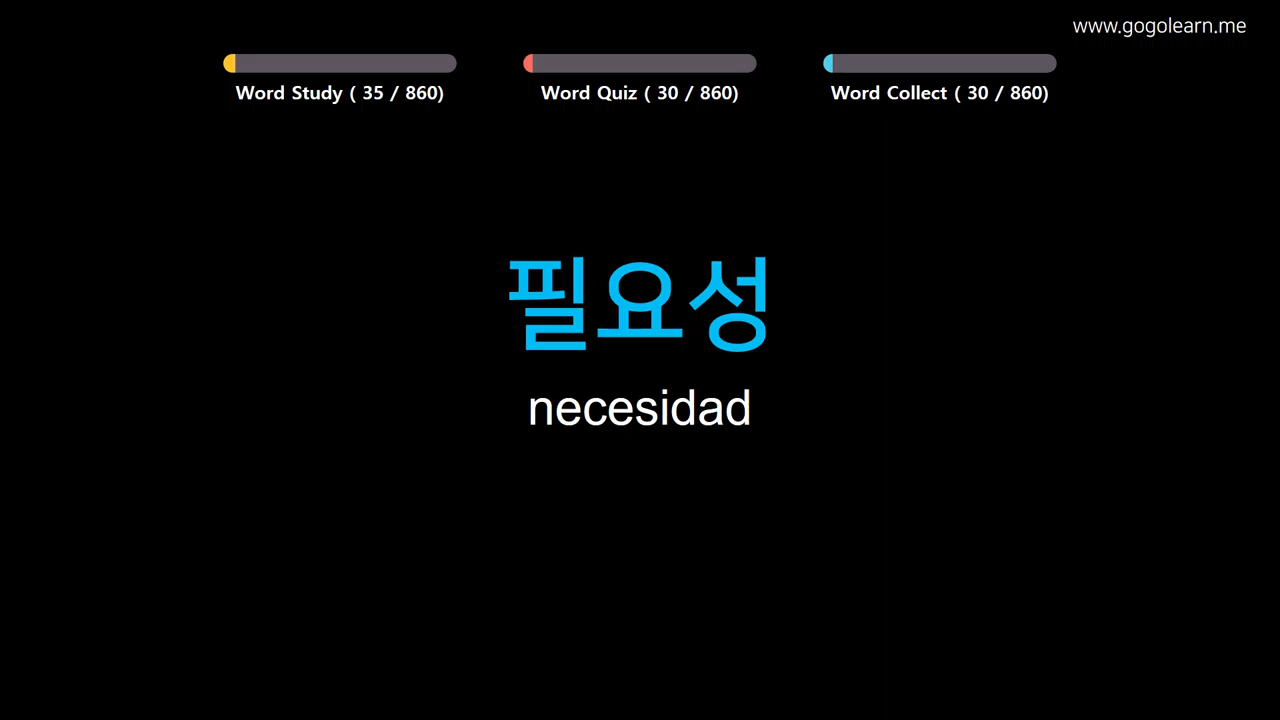 www.gogolearn.me
Word Study ( 35 / 860)
Word Quiz ( 30 / 860)
Word Collect ( 30 / 860)
필요성
necesidad